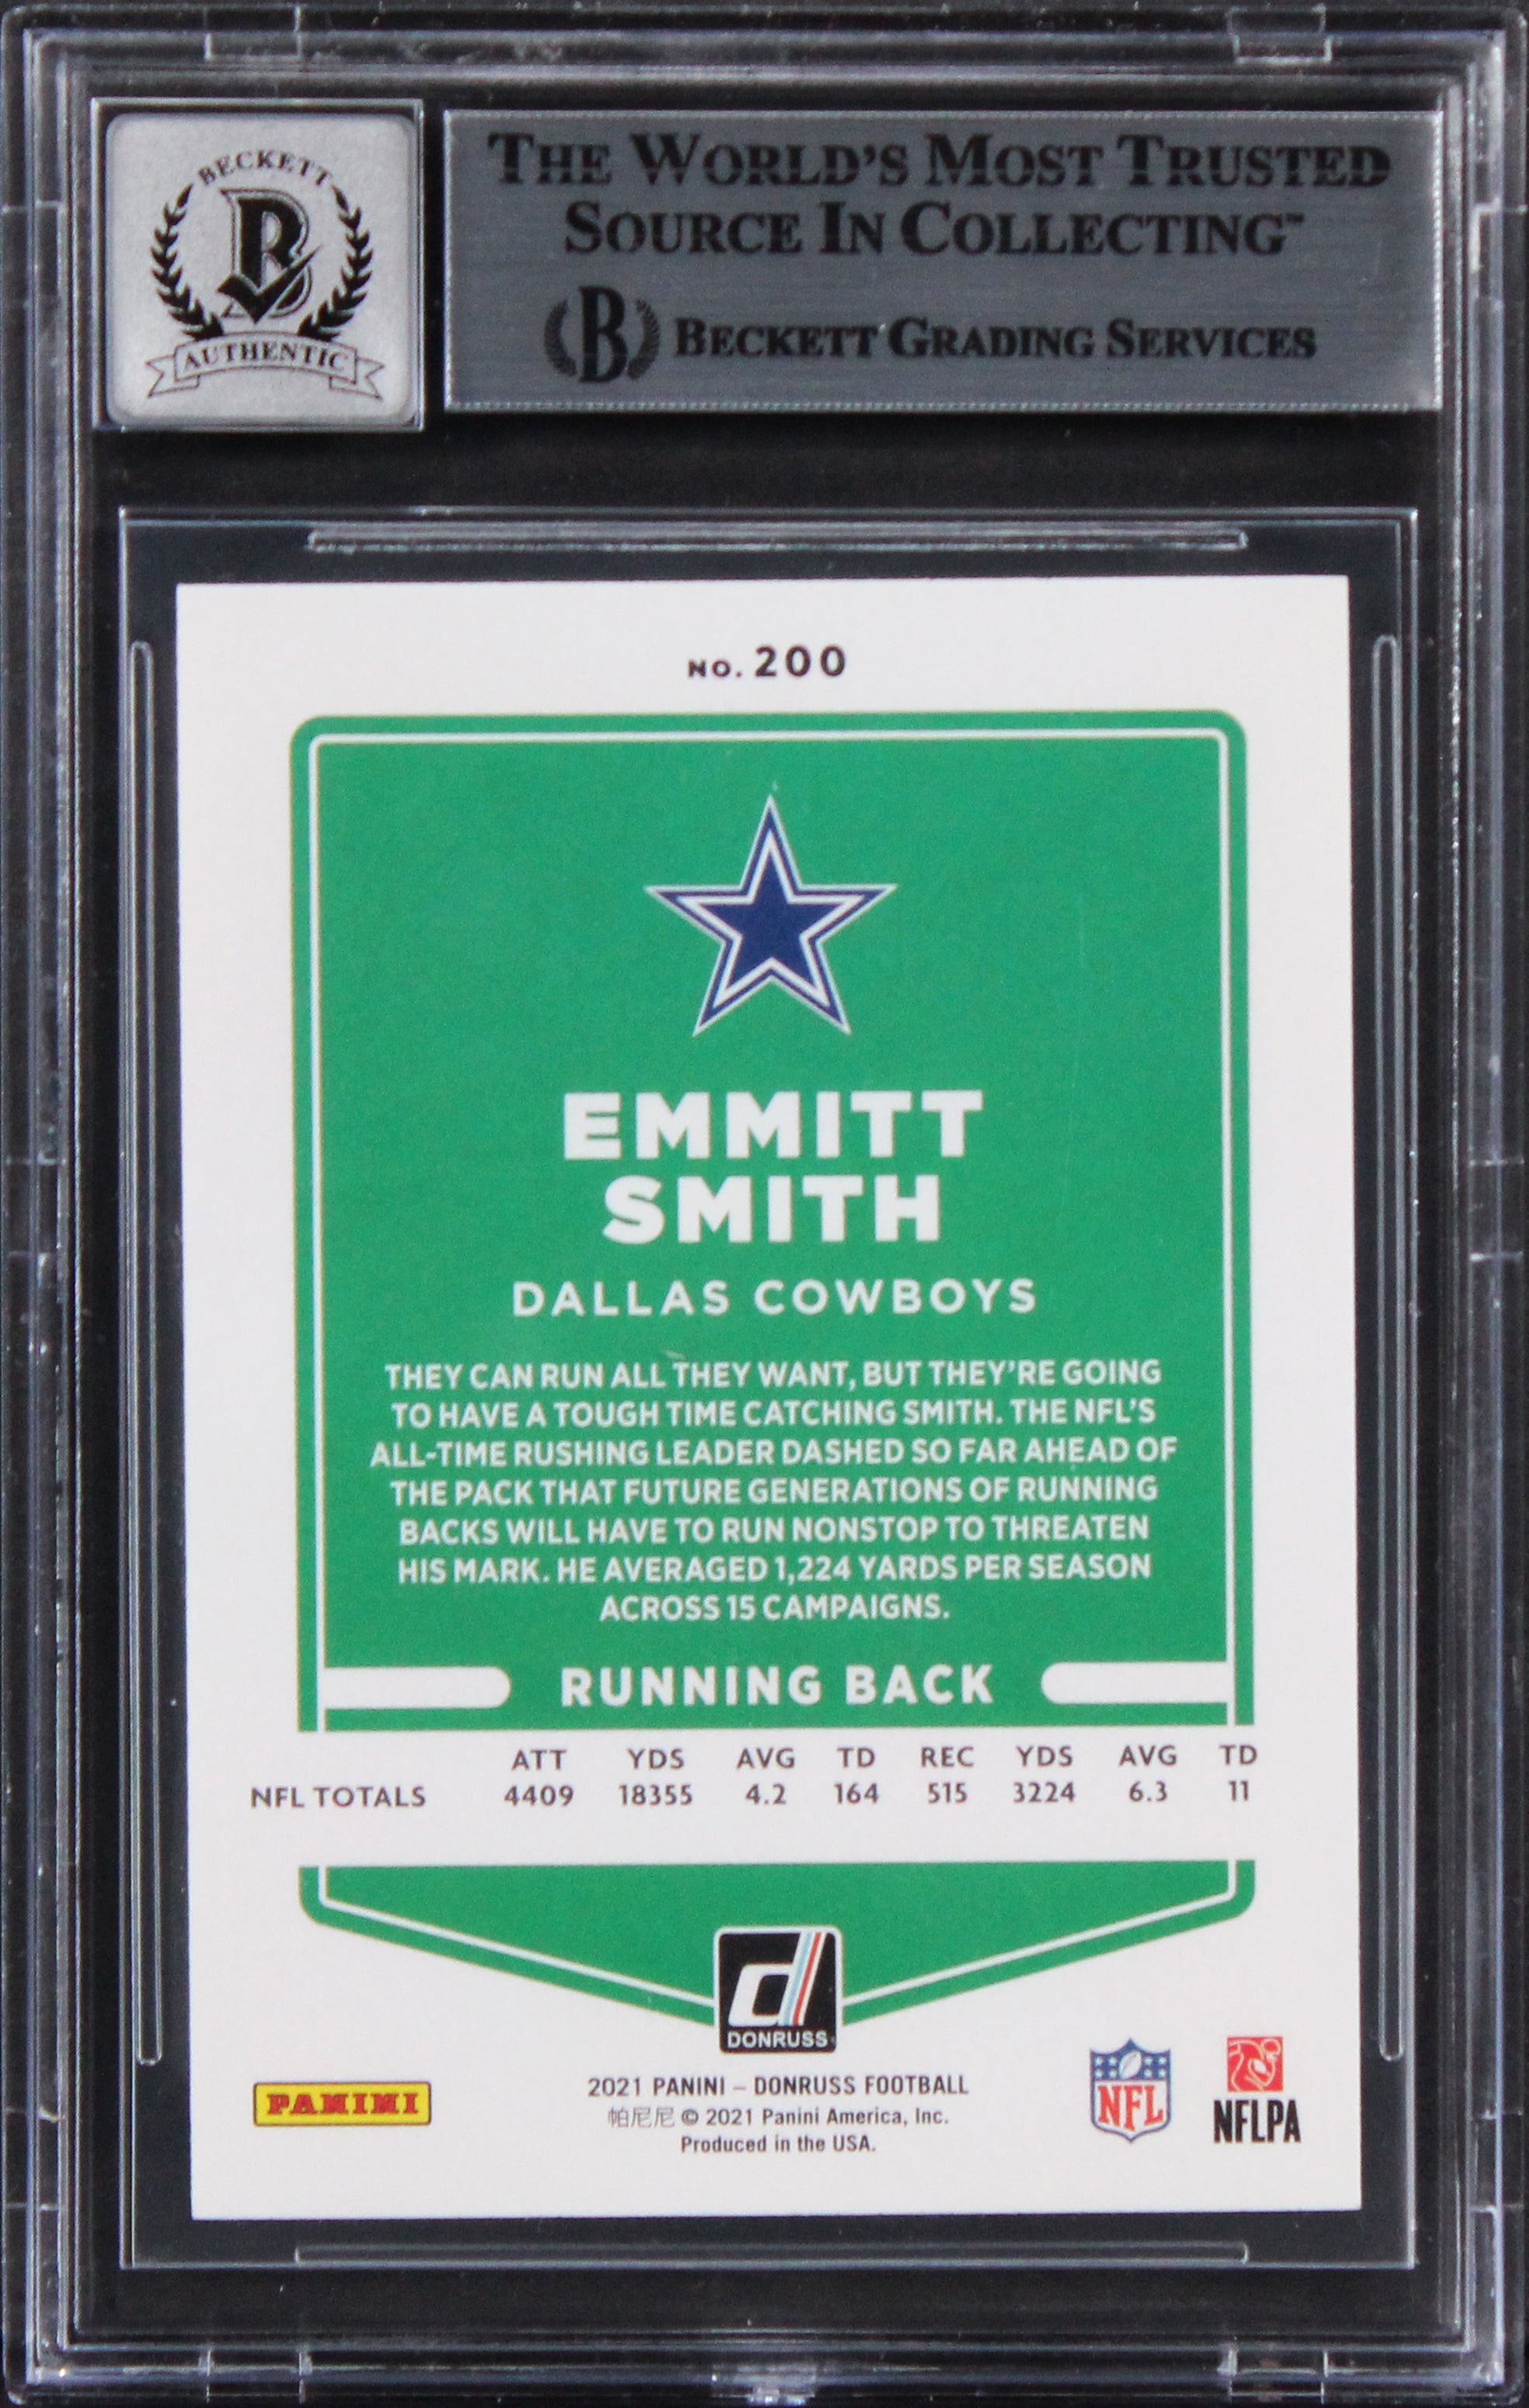 BECKETT
B
AUTHENTIC
THE WORLD'S MOST TRUSTED
SOURCE IN COLLECTING™
B BECKETT GRADING SERVICES
NO. 200
EMMITT
SMITH
DALLAS COWBOYS
THEY CAN RUN ALL THEY WANT, BUT THEY'RE GOING
TO HAVE A TOUGH TIME CATCHING SMITH. THE NFL'S
ALL-TIME RUSHING LEADER DASHED SO FAR AHEAD OF
THE PACK THAT FUTURE GENERATIONS OF RUNNING
BACKS WILL HAVE TO RUN NONSTOP TO THREATEN
HIS MARK. HE AVERAGED 1,224 YARDS PER SEASON
ACROSS 15 CAMPAIGNS.
RUNNING BACK
ATT YDS AVG TD REC YDS AVG TD
NFL TOTALS 4409 18355 4.2 164 515 3224 6.3 11
d
DONRUSS
PANINI
2021 PANINI – DONRUSS FOOTBALL
帕尼尼 © 2021 Panini America, Inc.
Produced in the USA.
NFL
NFLPA